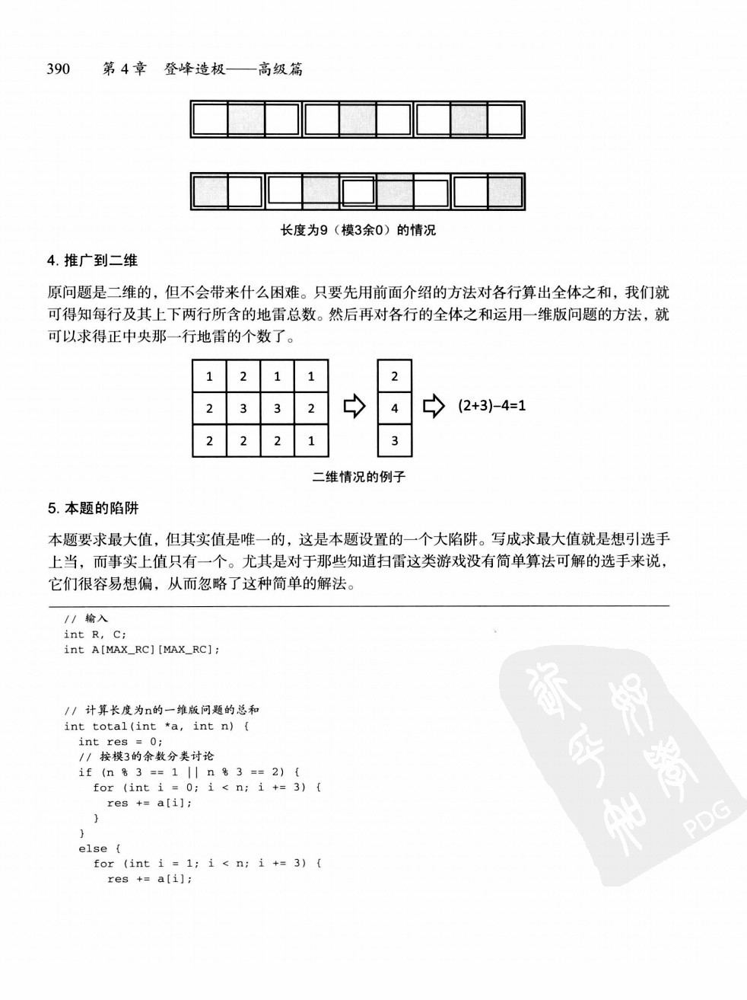 390 第 4 章 登峰造极——高级篇
长度为9（模3余0）的情况
4. 推广到二维
原问题是二维的，但不会带来什么困难。只要先用前面介绍的方法对各行算出全体之和，我们就
可得知每行及其上下两行所含的地雷总数。然后再对各行的全体之和运用一维版问题的方法，就
可以求得正中央那一行地雷的个数了。
1 2 1 1 2
2 3 3 2 4 (2+3)–4=1
2 2 2 1 3
二维情况的例子
5. 本题的陷阱
本题要求最大值，但其实值是唯一的，这是本题设置的一个大陷阱。写成求最大值就是想引选手
上当，而事实上值只有一个。尤其是对于那些知道扫雷这类游戏没有简单算法可解的选手来说，
它们很容易想偏，从而忽略了这种简单的解法。
// 输入
int R, C;
int A[MAX_RC][MAX_RC];
// 计算长度为n的一维版问题的总和
int total(int *a, int n) {
int res = 0;
// 按模3的余数分类讨论
if (n % 3 == 1 || n % 3 == 2) {
for (int i = 0; i < n; i += 3) {
res += a[i];
}
}
else {
for (int i = 1; i < n; i += 3) {
res += a[i];
PDG